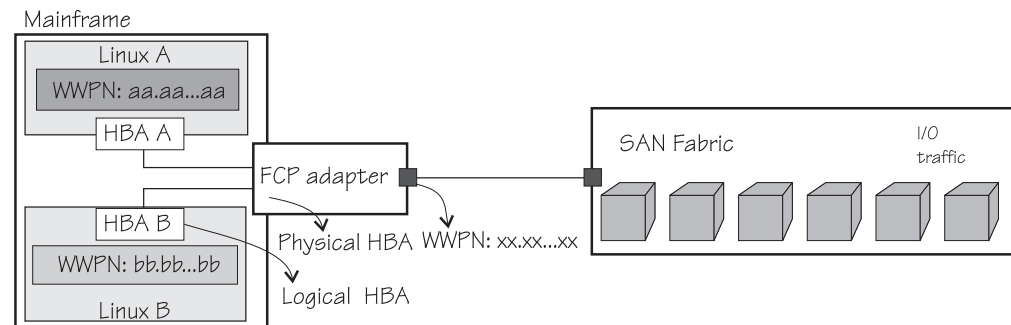 Mainframe
Linux A
WWPN: aa.aa...aa
HBA A
FCP adapter
SAN Fabric
I/O
traffic
HBA B
Physical HBA
WWPN: xx.xx...xx
WWPN: bb.bb...bb
Logical HBA
Linux B